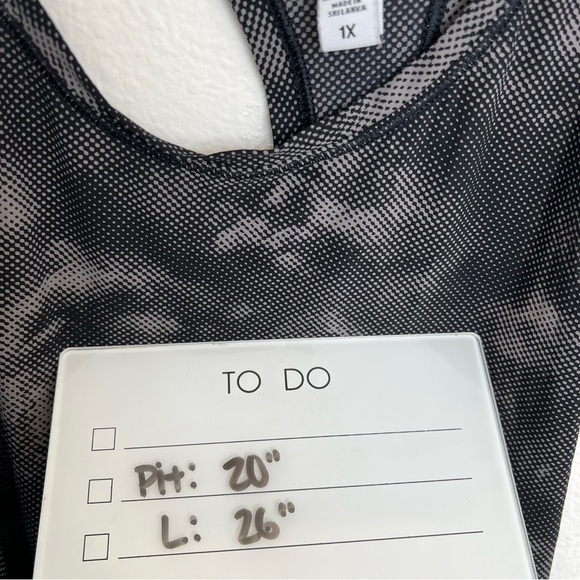 MADE IN
SRI LANKA
1X
TO DO
Pit: 20"
L: 26"